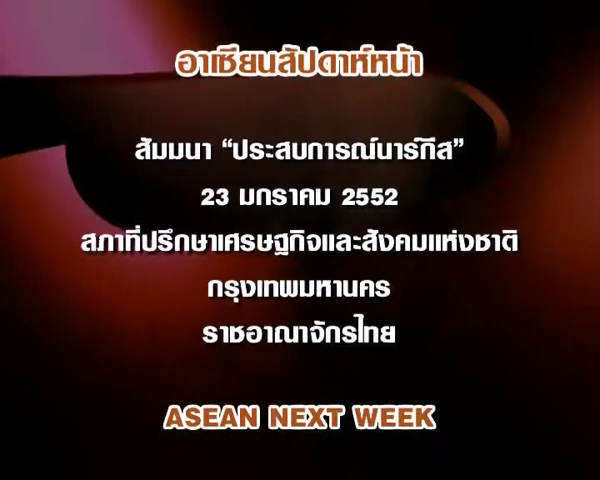 อาเซียนสัปดาห์หน้า
สัมมนา “ประสบการณ์นาร์กีส”
23 มกราคม 2552
สภาที่ปรึกษาเศรษฐกิจและสังคมแห่งชาติ
กรุงเทพมหานคร
ราชอาณาจักรไทย
ASEAN NEXT WEEK